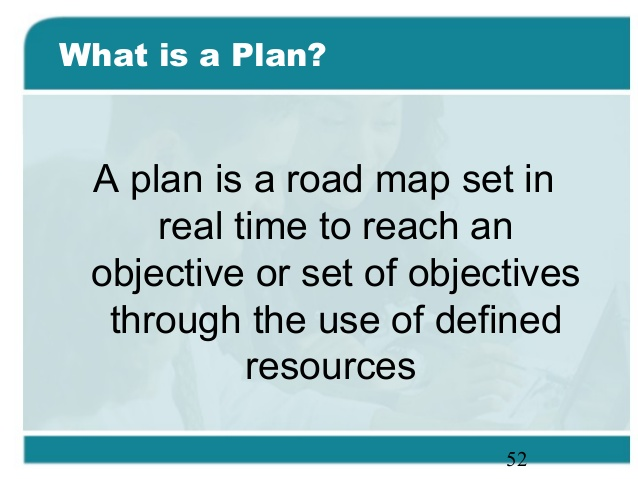 What is a Plan?
A plan is a road map set in
real time to reach an
objective or set of objectives
through the use of defined
resources
52